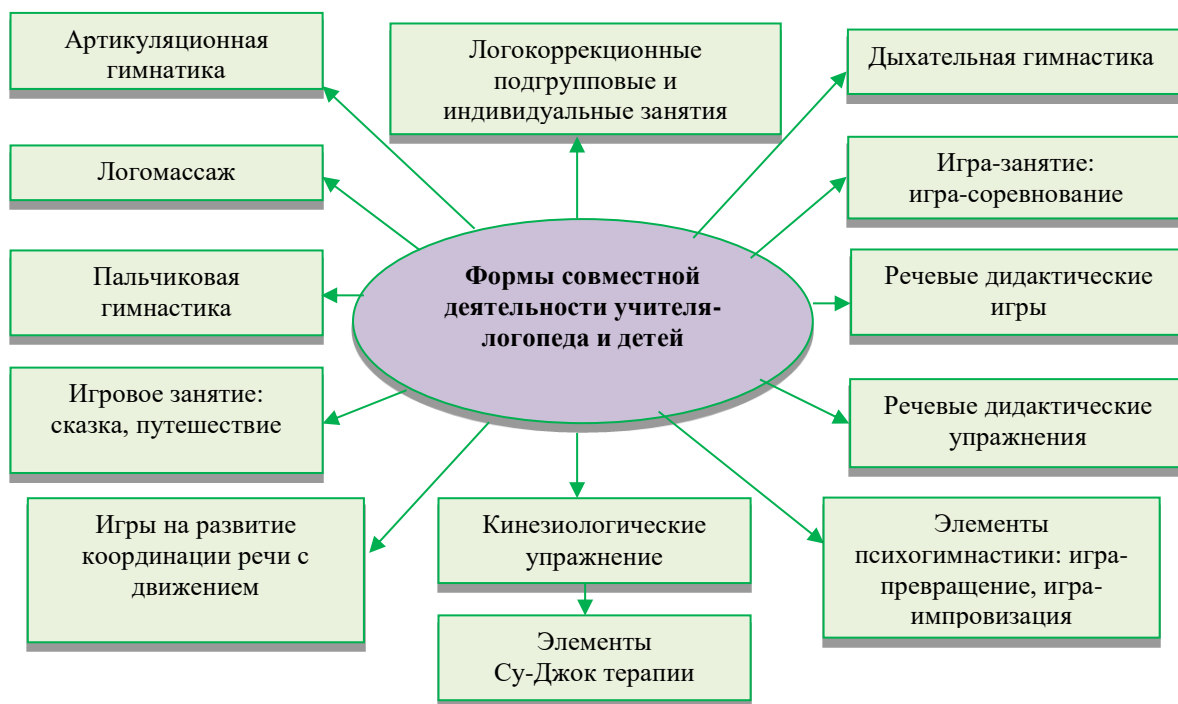 Артикуляционная
гимнатика
Логокоррекционные
подгрупповые и
индивидуальные занятия
Дыхательная гимнастика
Логомассаж
Игра-занятие:
игра-соревнование
Пальчиковая
гимнастика
Формы совместной
деятельности учителя-
логопеда и детей
Речевые дидактические
игры
Игровое занятие:
сказка, путешествие
Речевые дидактические
упражнения
Игры на развитие
координации речи с
движением
Кинезиологические
упражнение
Элементы
психогимнастики: игра-
превращение, игра-
импровизация
Элементы
Су-Джок терапии